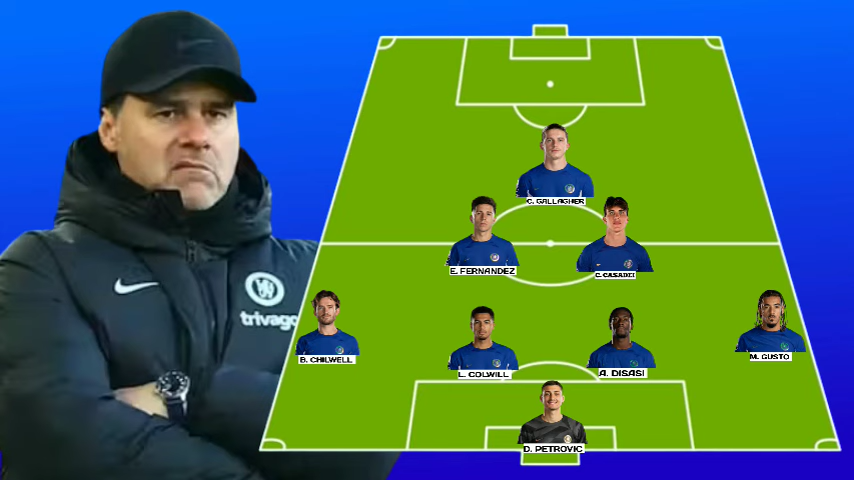 C. GALLAGHER
E. FERNANDEZ
C. CASADEI
trivago
B. CHILWELL
L. COLWILL
A. DISASI
M. GUSTO
D. PETROVIC